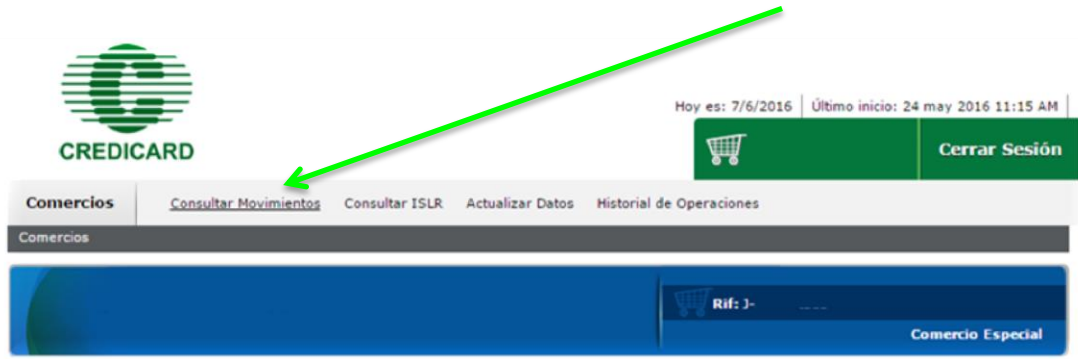 CREDICARD
Hoy es: 7/6/2016 Último inicio: 24 may 2016 11:15 AM
Cerrar Sesión
Comercios Consultar Movimientos Consultar ISLR Actualizar Datos Historial de Operaciones
Comercios
Rif: J-
Comercio Especial